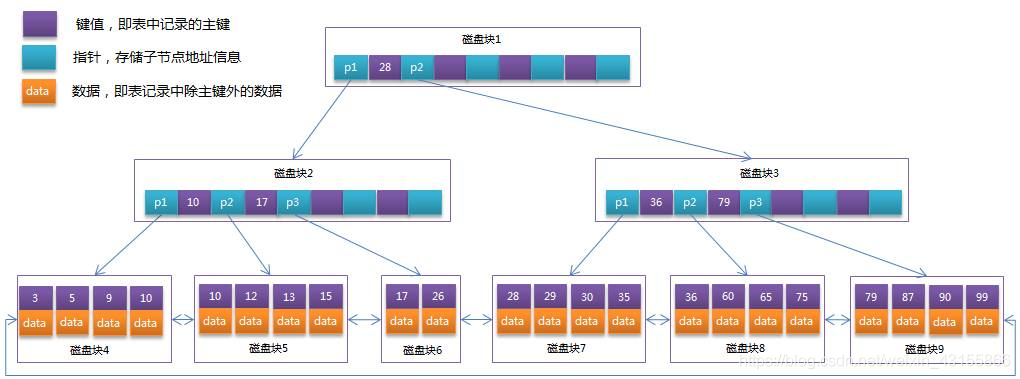 键值，即表中记录的主键
指针，存储子节点地址信息
data 数据，即表记录中除主键外的数据
磁盘块1
p1 28 p2
磁盘块2
p1 10 p2 17 p3
磁盘块3
p1 36 p2 79 p3
3 5 9 10
data data data data
磁盘块4
10 12 13 15
data data data data
磁盘块5
17 26
data data
磁盘块6
28 29 30 35
data data data data
磁盘块7
36 60 65 75
data data data data
磁盘块8
79 87 90 99
data data data data
磁盘块9